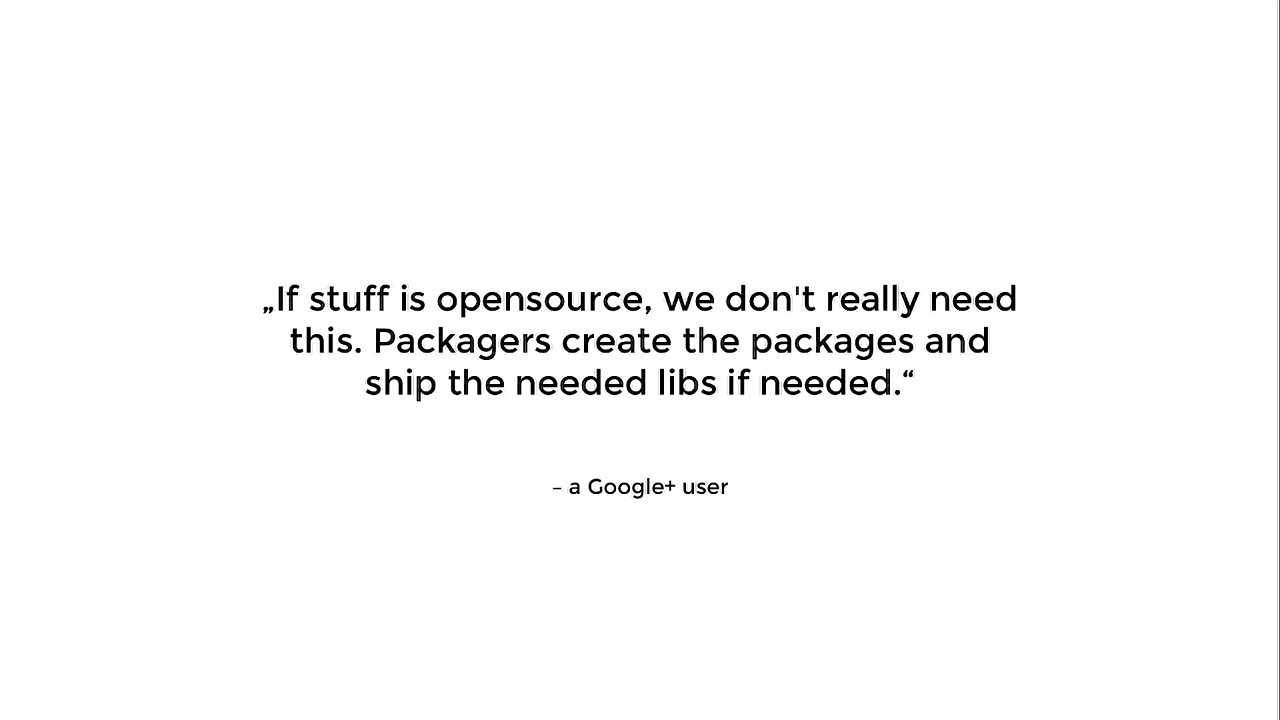 „If stuff is opensource, we don't really need
this. Packagers create the packages and
ship the needed libs if needed.“
– a Google+ user